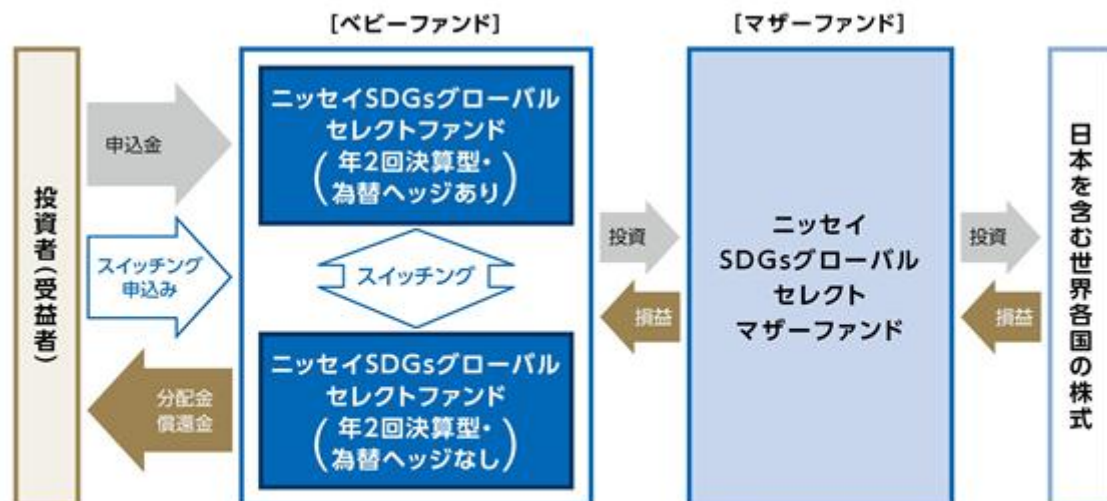 [ベビーファンド]
[マザーファンド]
投資者(受益者)
申込金
スイッチング
申込み
分配金
償還金
ニッセイSDGsグローバル
セレクトファンド
(年2回決算型・
為替ヘッジあり)
スイッチング
ニッセイSDGsグローバル
セレクトファンド
(年2回決算型・
為替ヘッジなし)
投資
損益
ニッセイ
SDGsグローバル
セレクト
マザーファンド
投資
損益
日本を含む世界各国の株式